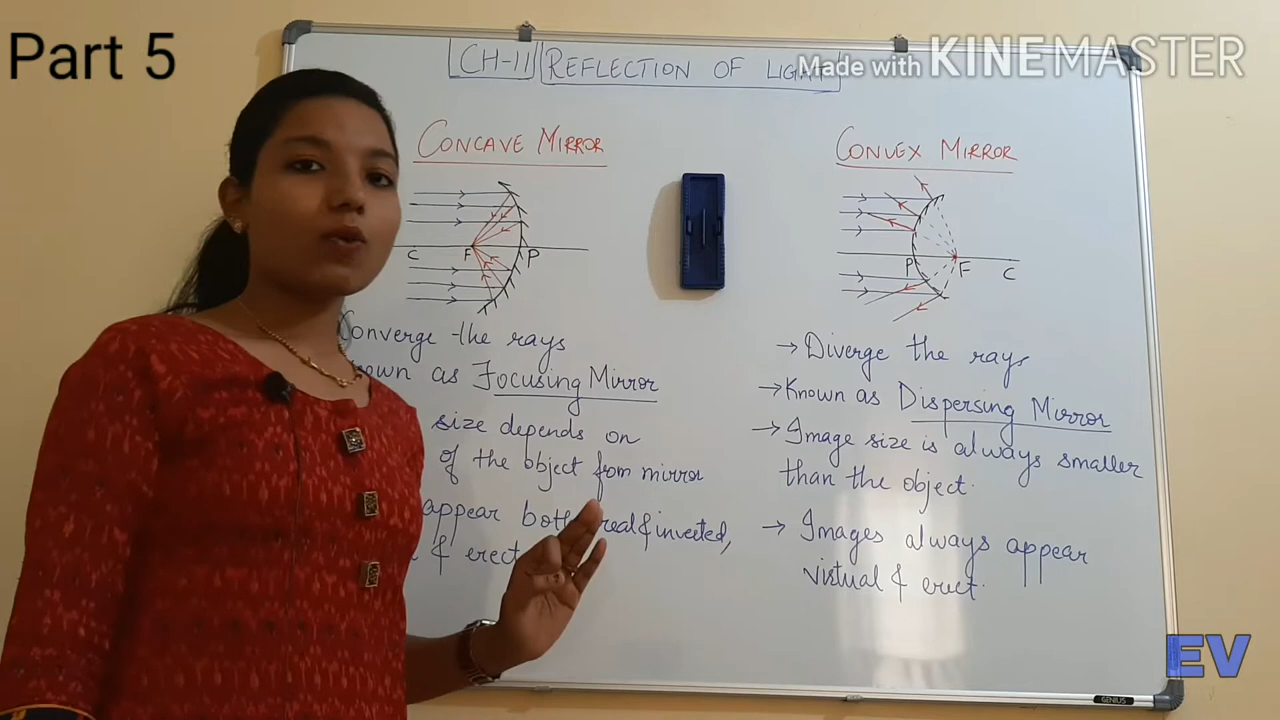 Part 5
Made with KINEMASTER
CH-11 REFLECTION OF LIGHT
CONCAVE MIRROR
C F P
Converge the rays
known as Focusing Mirror
size depends on
of the object from mirror
appear both real & inverted,
& erect
CONVEX MIRROR
P F C
→ Diverge the rays
→ Known as Dispersing Mirror
→ Image size is always smaller
than the object.
→ Images always appear
virtual & erect.
EV
GENIUS